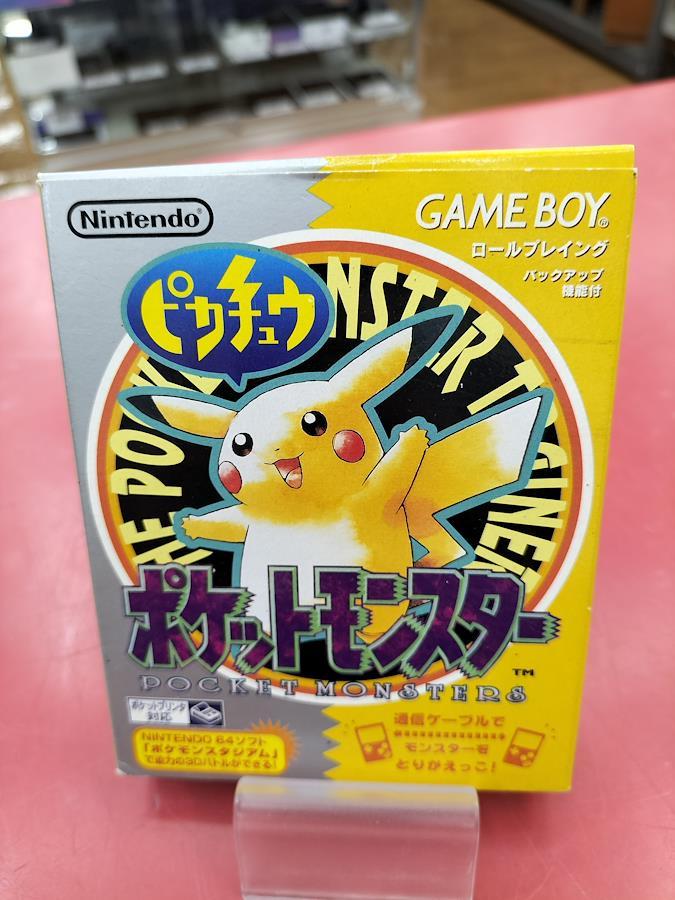 Nintendo®
GAME BOY®
ロールプレイング
バックアップ
機能付
ピカチュウ
THE POCKET MONSTER TRAINER
ポケットモンスター
TM
POCKET MONSTERS
ポケットプリンタ
対応
NINTENDO 64ソフト
「ポケモンスタジアム」
で迫力の3Dバトルができる!
通信ケーブルで
モンスターを
とりかえっこ!